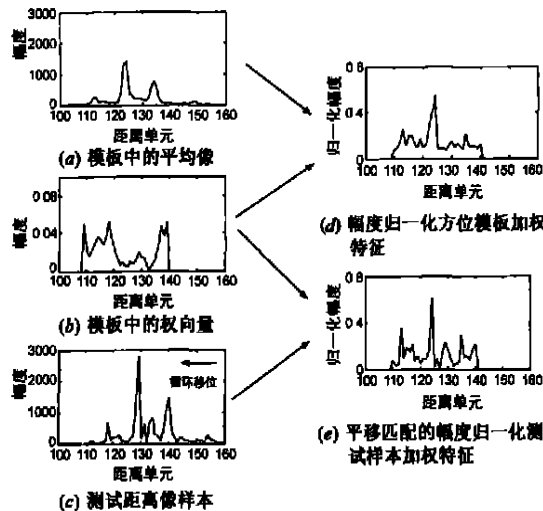 3000
2000
1000
0
幅度
100 110 120 130 140 150 160
距离单元
(a) 模板中的平均像
0.08
0.04
0
幅度
100 110 120 130 140 150 160
距离单元
(b) 模板中的权向量
3000
2000
1000
0
幅度
循环移位
100 110 120 130 140 150 160
距离单元
(c) 测试距离像样本
0.8
0.4
0
归一化幅度
100 110 120 130 140 150 160
距离单元
(d) 幅度归一化方位模板加权
特征
0.8
0.4
0
归一化幅度
100 110 120 130 140 150 160
距离单元
(e) 平移匹配的幅度归一化测
试样本加权特征